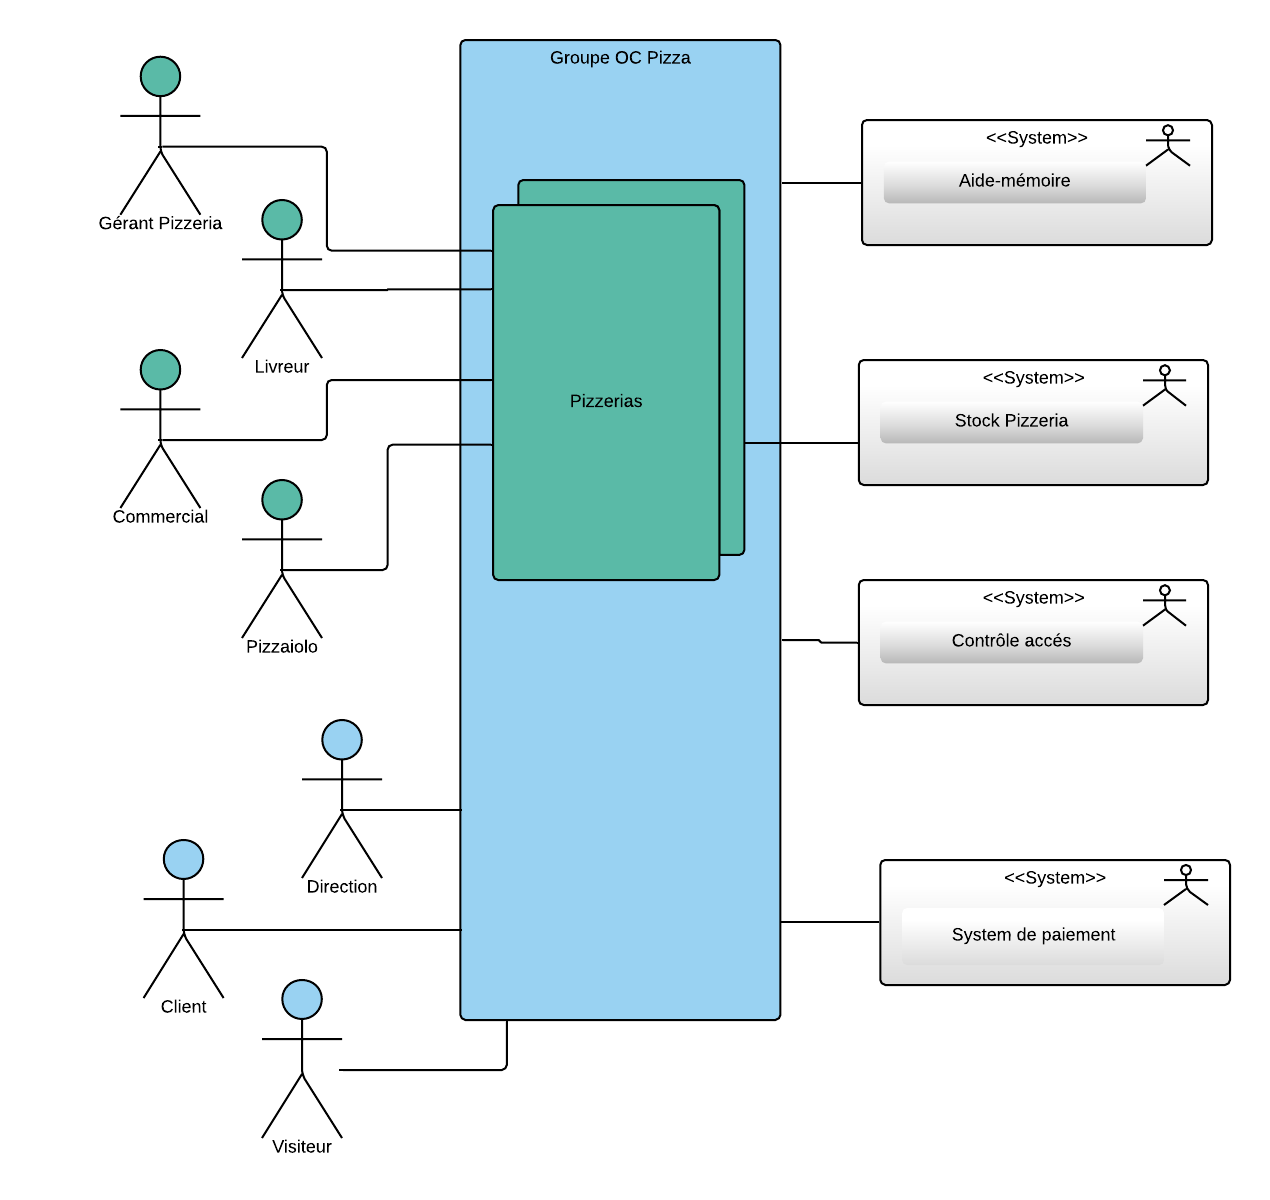 Groupe OC Pizza
Gérant Pizzeria
Livreur
Commercial
Pizzaiolo
Direction
Client
Visiteur
Pizzerias
<<System>>
Aide-mémoire
<<System>>
Stock Pizzeria
<<System>>
Contrôle accés
<<System>>
System de paiement